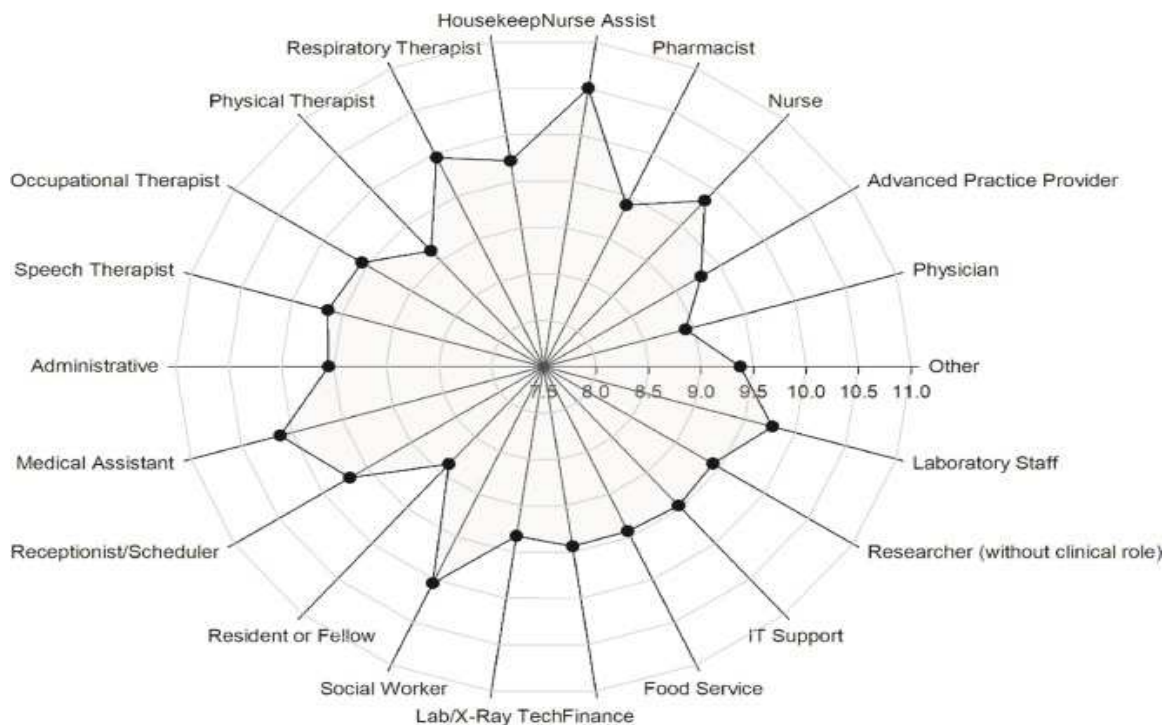 HousekeepNurse Assist
Respiratory Therapist Pharmacist
Physical Therapist Nurse
Occupational Therapist Advanced Practice Provider
Speech Therapist Physician
Administrative Other
7.5 8.0 8.5 9.0 9.5 10.0 10.5 11.0
Medical Assistant Laboratory Staff
Receptionist/Scheduler Researcher (without clinical role)
Resident or Fellow IT Support
Social Worker Food Service
Lab/X-Ray TechFinance